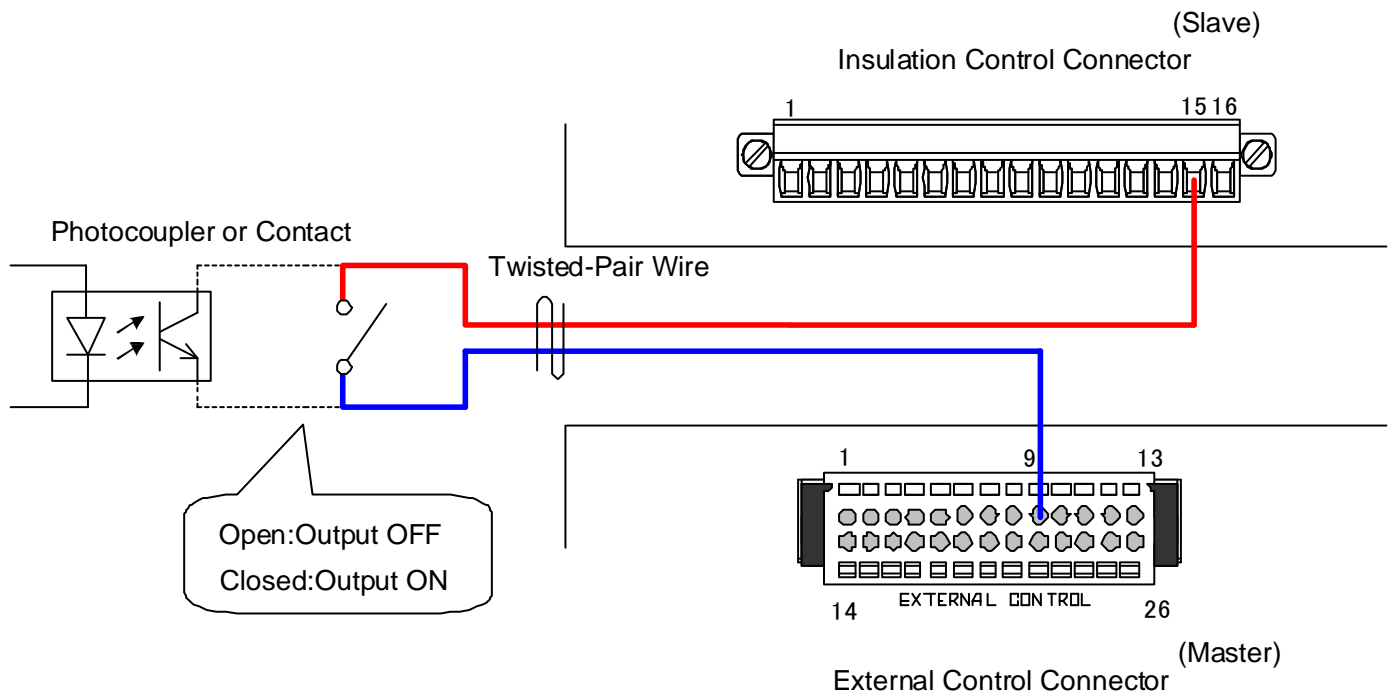 (Slave)
Insulation Control Connector
1 15 16
Photocoupler or Contact
Twisted-Pair Wire
1 9 13
Open:Output OFF
Closed:Output ON
EXTERNAL CONTROL
14 26
(Master)
External Control Connector